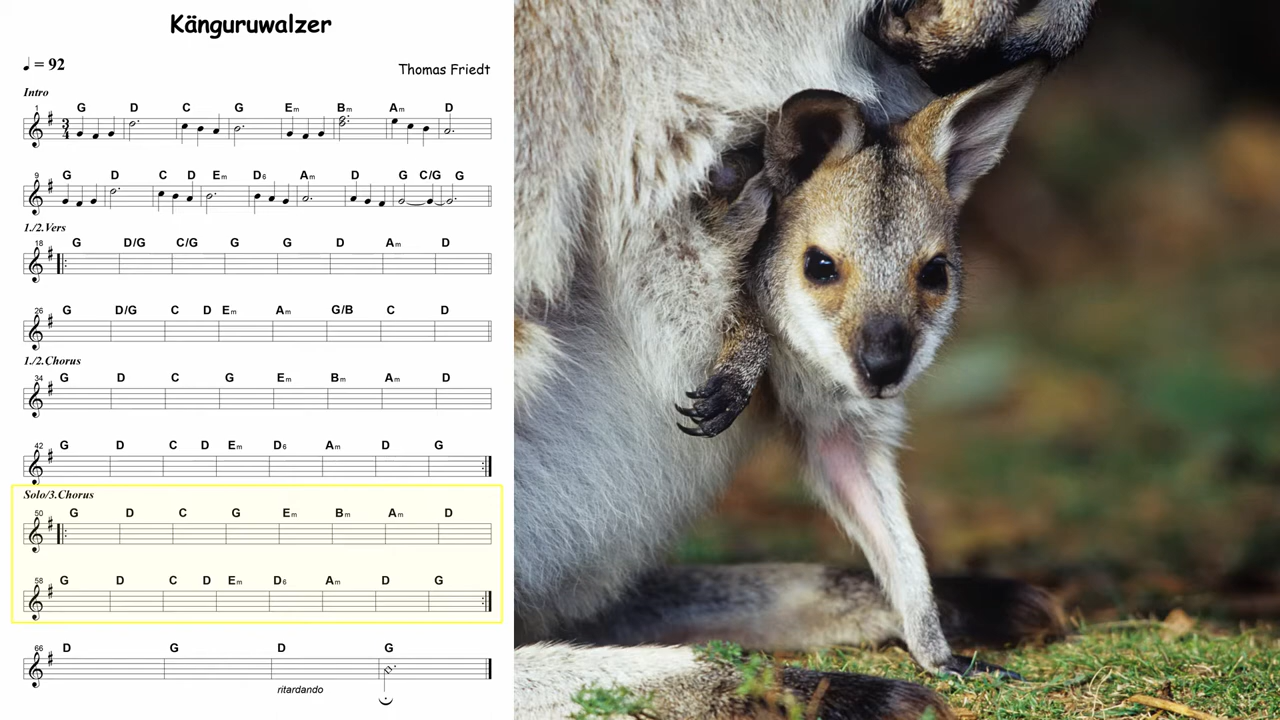 Känguruwalzer
♩ = 92
Thomas Friedt
Intro
1 G D C G Em Bm Am D
3/4
9 G D C D Em D6 Am D G C/G G
1./2.Vers
18 G D/G C/G G G D Am D
26 G D/G C D Em Am G/B C D
1./2.Chorus
34 G D C G Em Bm Am D
42 G D C D Em D6 Am D G
Solo/3.Chorus
50 G D C G Em Bm Am D
58 G D C D Em D6 Am D G
66 D G D G
ritardando